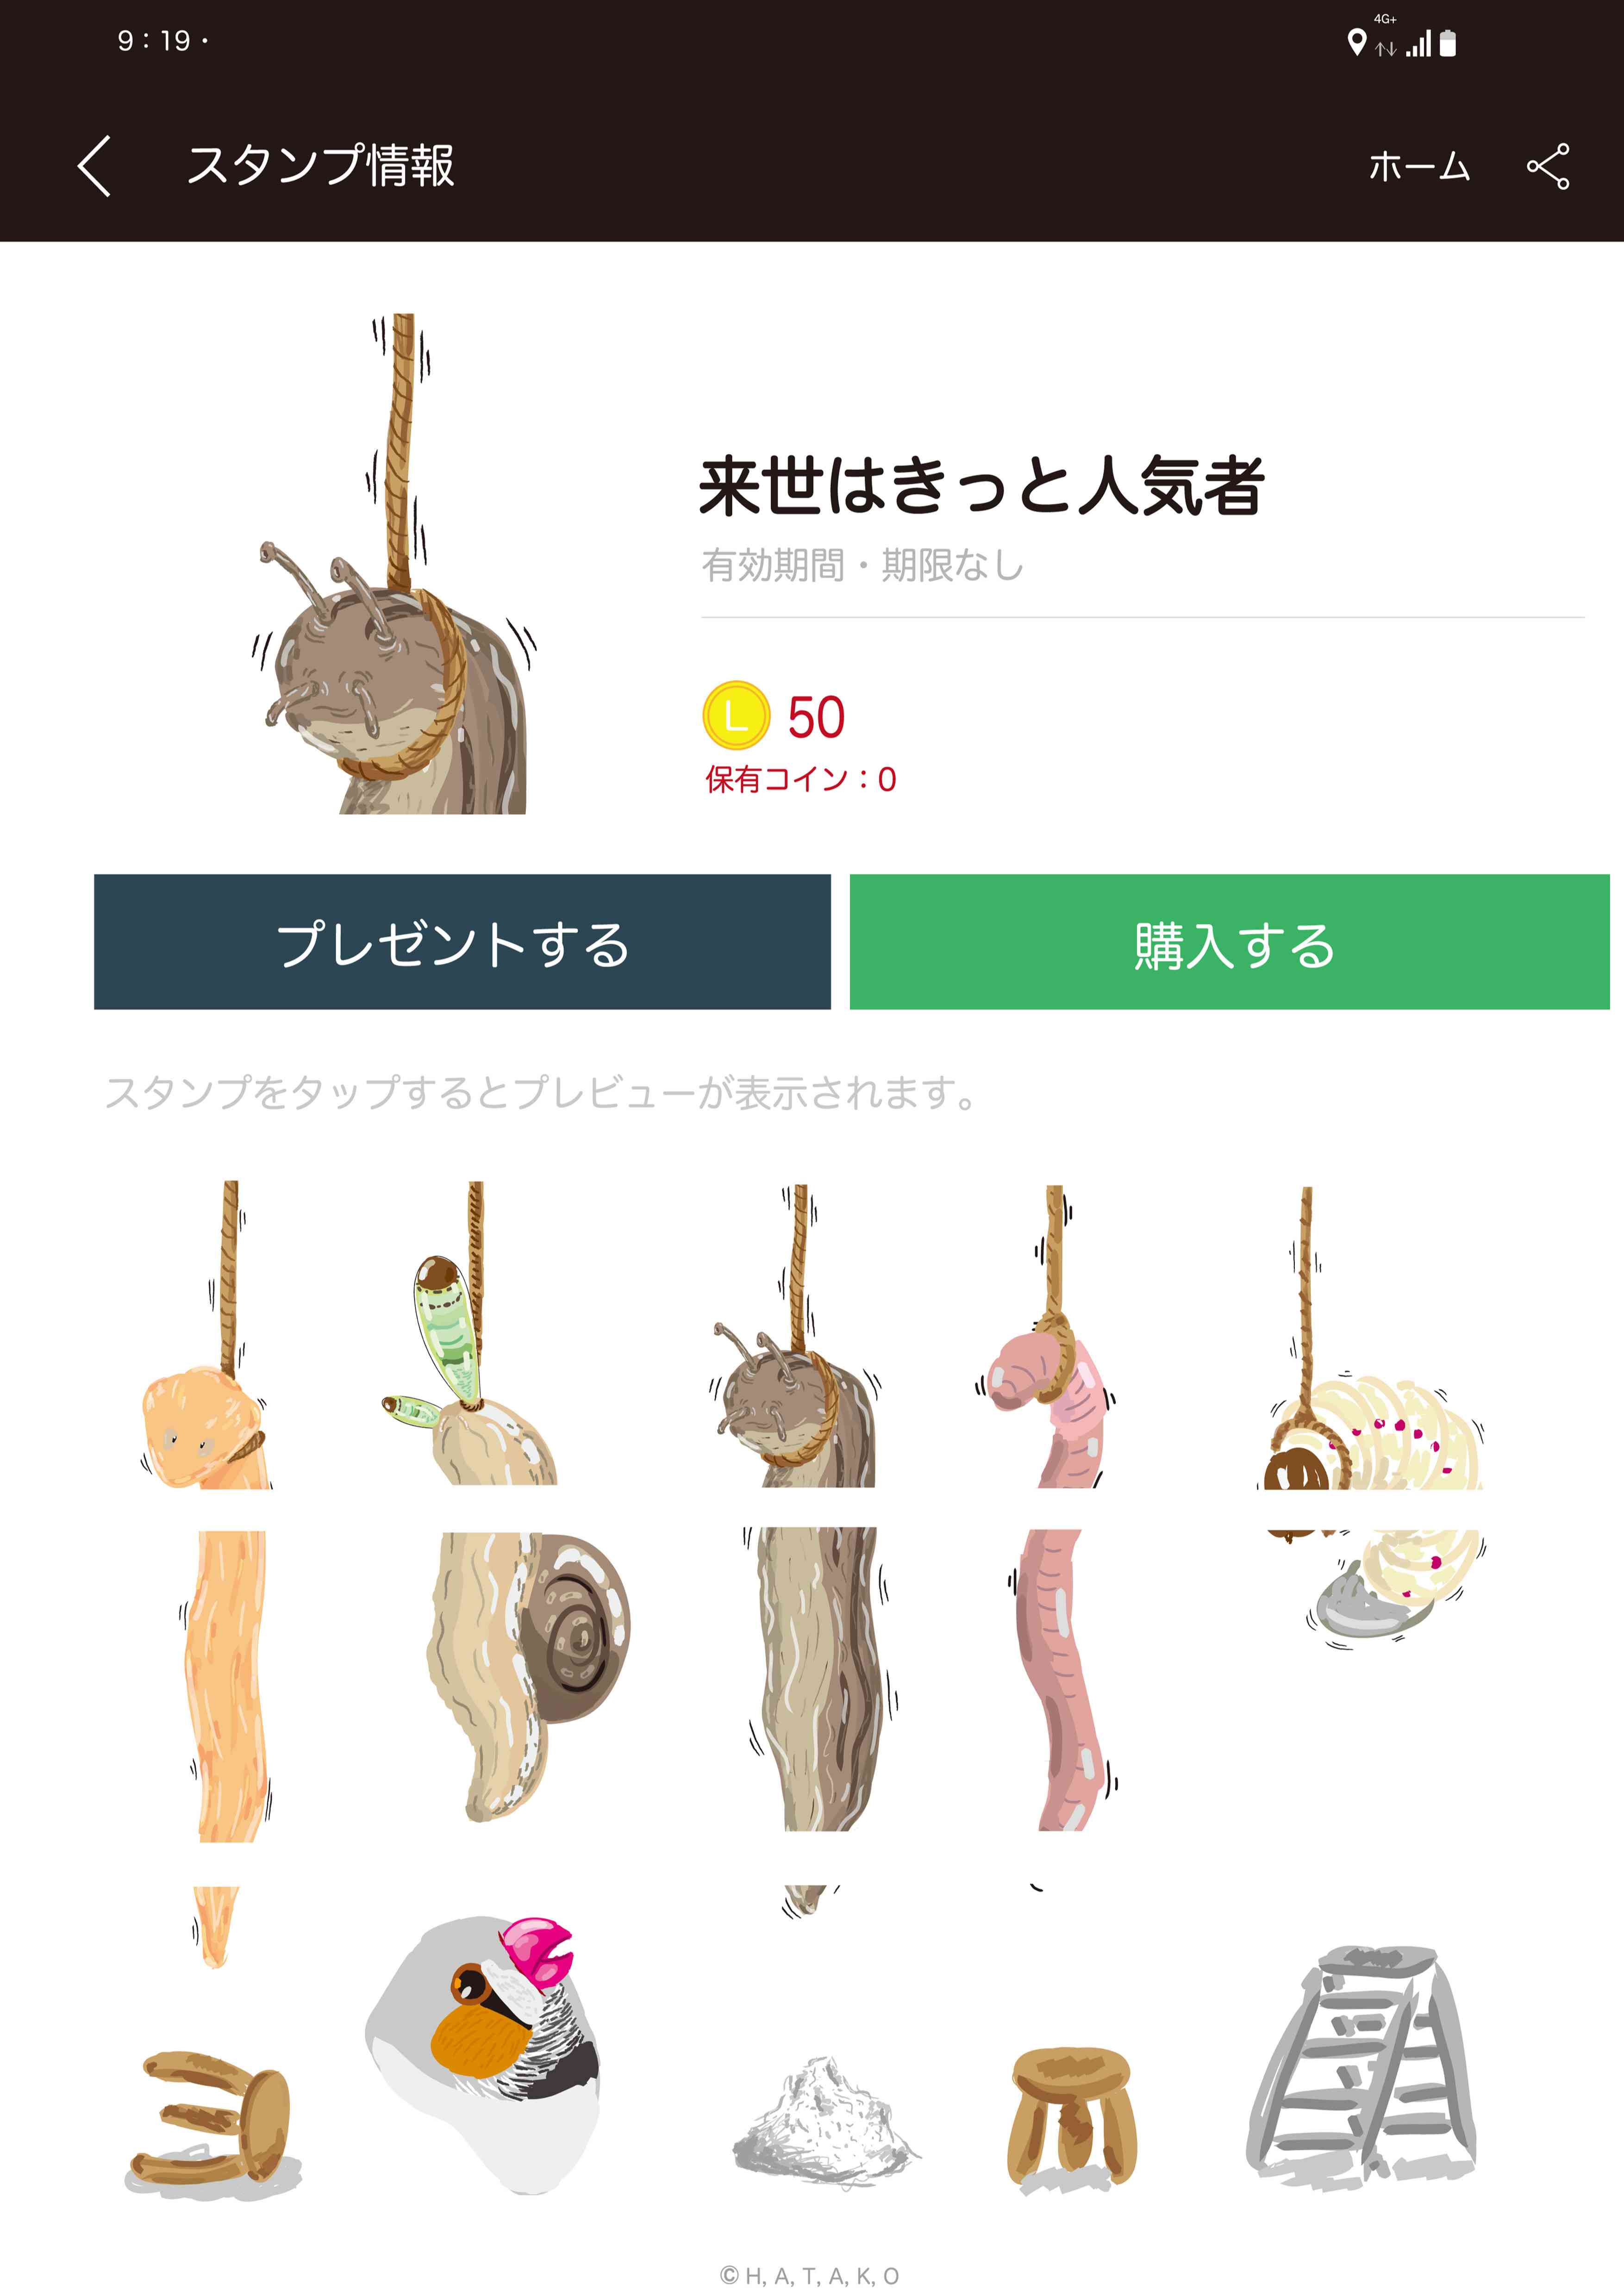 9：19・
4G+
スタンプ情報
ホーム
来世はきっと人気者
有効期間・期限なし
L 50
保有コイン：0
プレゼントする
購入する
スタンプをタップするとプレビューが表示されます。
© H, A, T, A, K, O